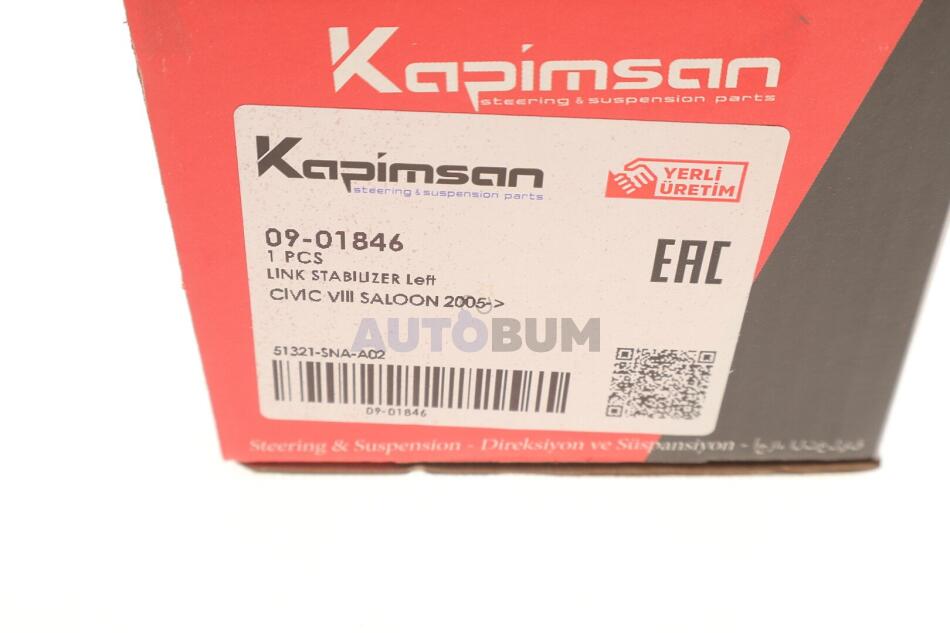 Kapimsan
steering & suspension parts
Kapimsan
steering & suspension parts
YERLİ
ÜRETİM
09-01846
1 PCS
LINK STABILIZER Left
EAC
CIVIC VIII SALOON 2005->
AUTOBUM
51321-SNA-A02
09-01846
Steering & Suspension - Direksiyon ve Süspansiyon -